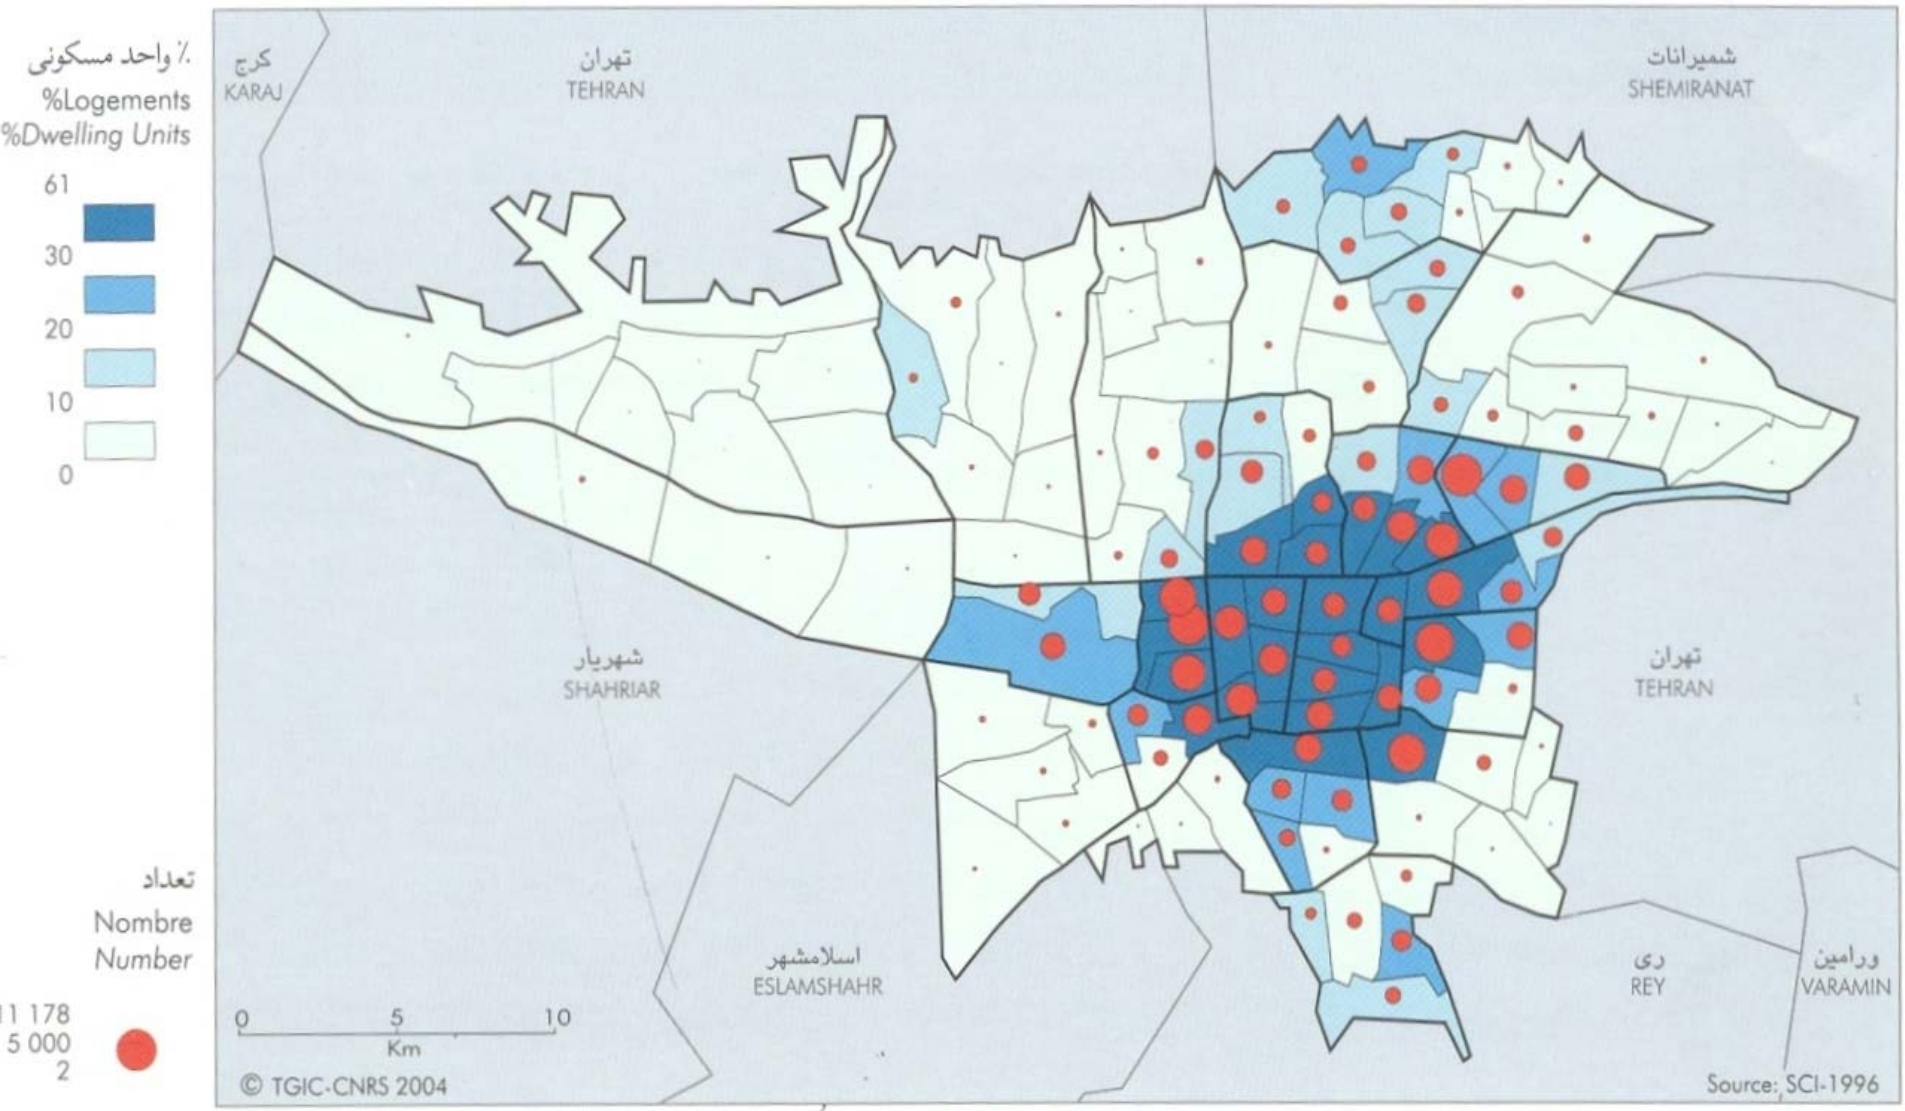 ٪ واحد مسکونی
%Logements
%Dwelling Units
61
30
20
10
0
تعداد
Nombre
Number
11 178
5 000
2
کرج
KARAJ
تهران
TEHRAN
شمیرانات
SHEMIRANAT
شهریار
SHAHRIAR
تهران
TEHRAN
اسلامشهر
ESLAMSHAHR
ری
REY
ورامین
VARAMIN
0 5 10
Km
© TGIC-CNRS 2004
Source: SCI-1996